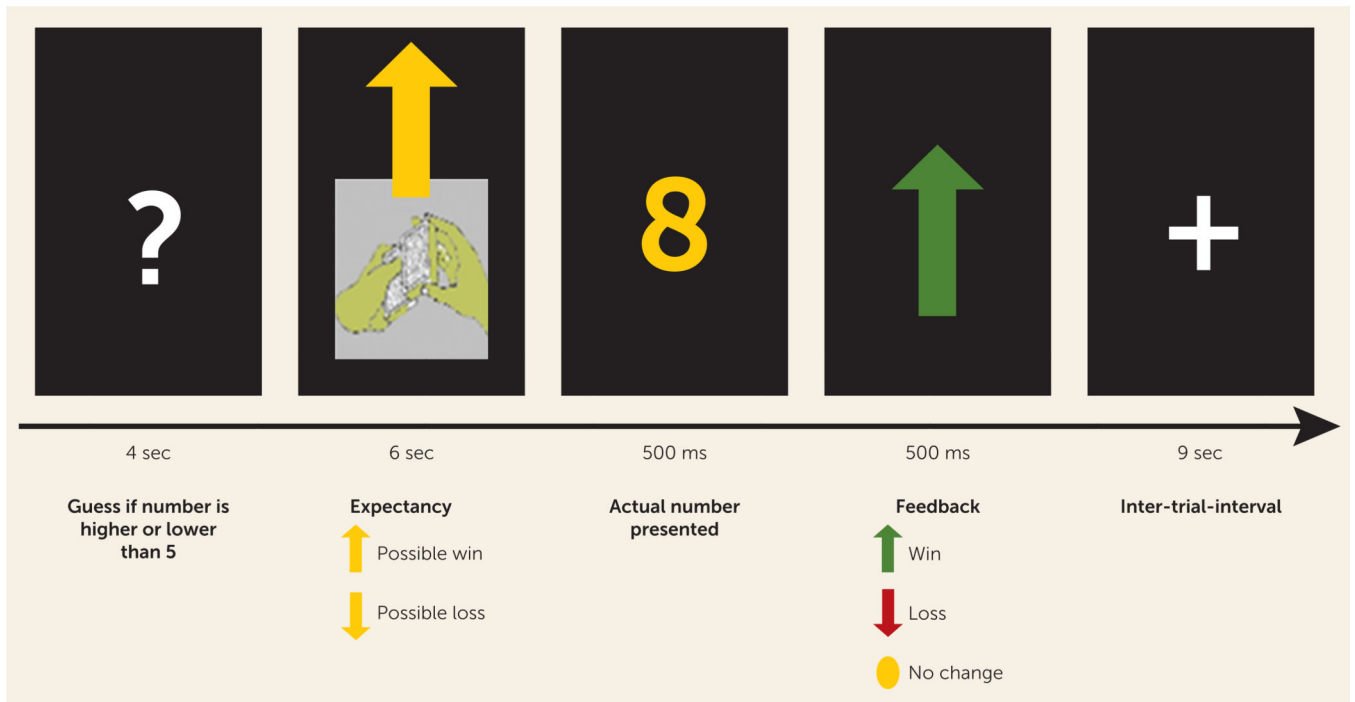 ?
8
+
4 sec
6 sec
500 ms
500 ms
9 sec
Guess if number is
higher or lower
than 5
Expectancy
Possible win
Possible loss
Actual number
presented
Feedback
Win
Loss
No change
Inter-trial-interval